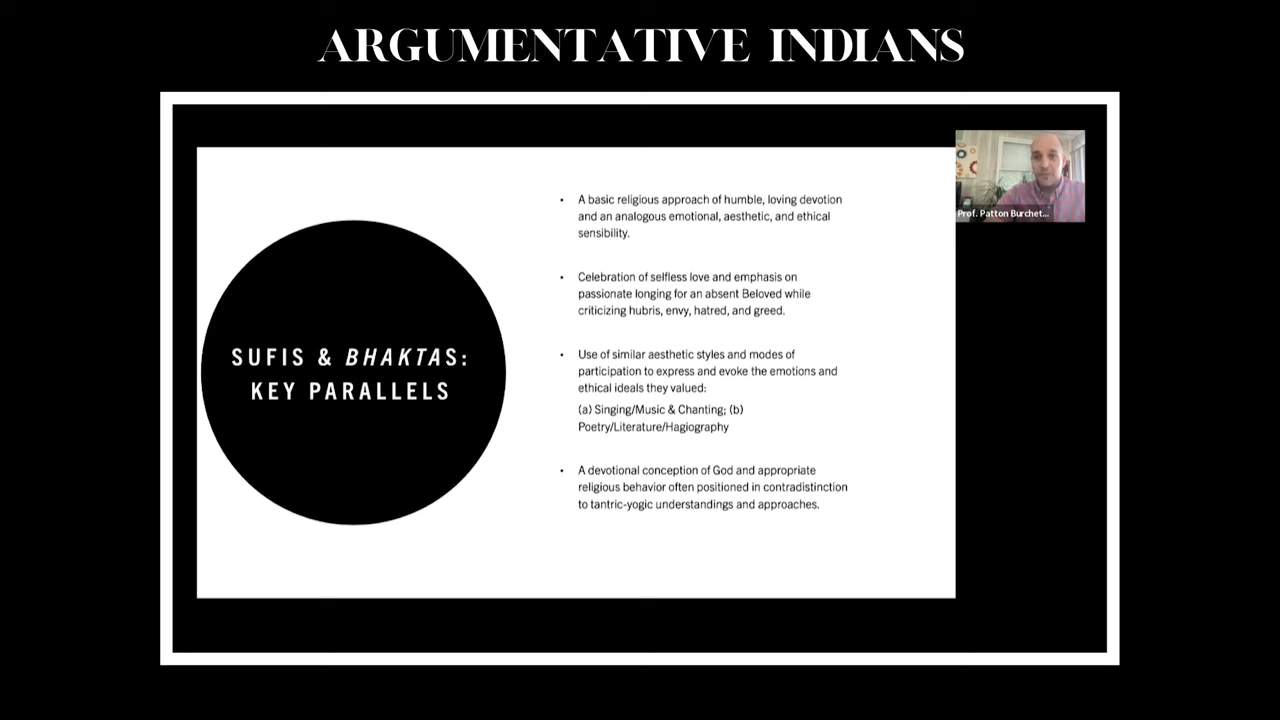 ARGUMENTATIVE INDIANS
Prof. Patton Burchet...
SUFIS & BHAKTAS:
KEY PARALLELS
• A basic religious approach of humble, loving devotion
and an analogous emotional, aesthetic, and ethical
sensibility.
• Celebration of selfless love and emphasis on
passionate longing for an absent Beloved while
criticizing hubris, envy, hatred, and greed.
• Use of similar aesthetic styles and modes of
participation to express and evoke the emotions and
ethical ideals they valued:
(a) Singing/Music & Chanting; (b)
Poetry/Literature/Hagiography
• A devotional conception of God and appropriate
religious behavior often positioned in contradistinction
to tantric-yogic understandings and approaches.